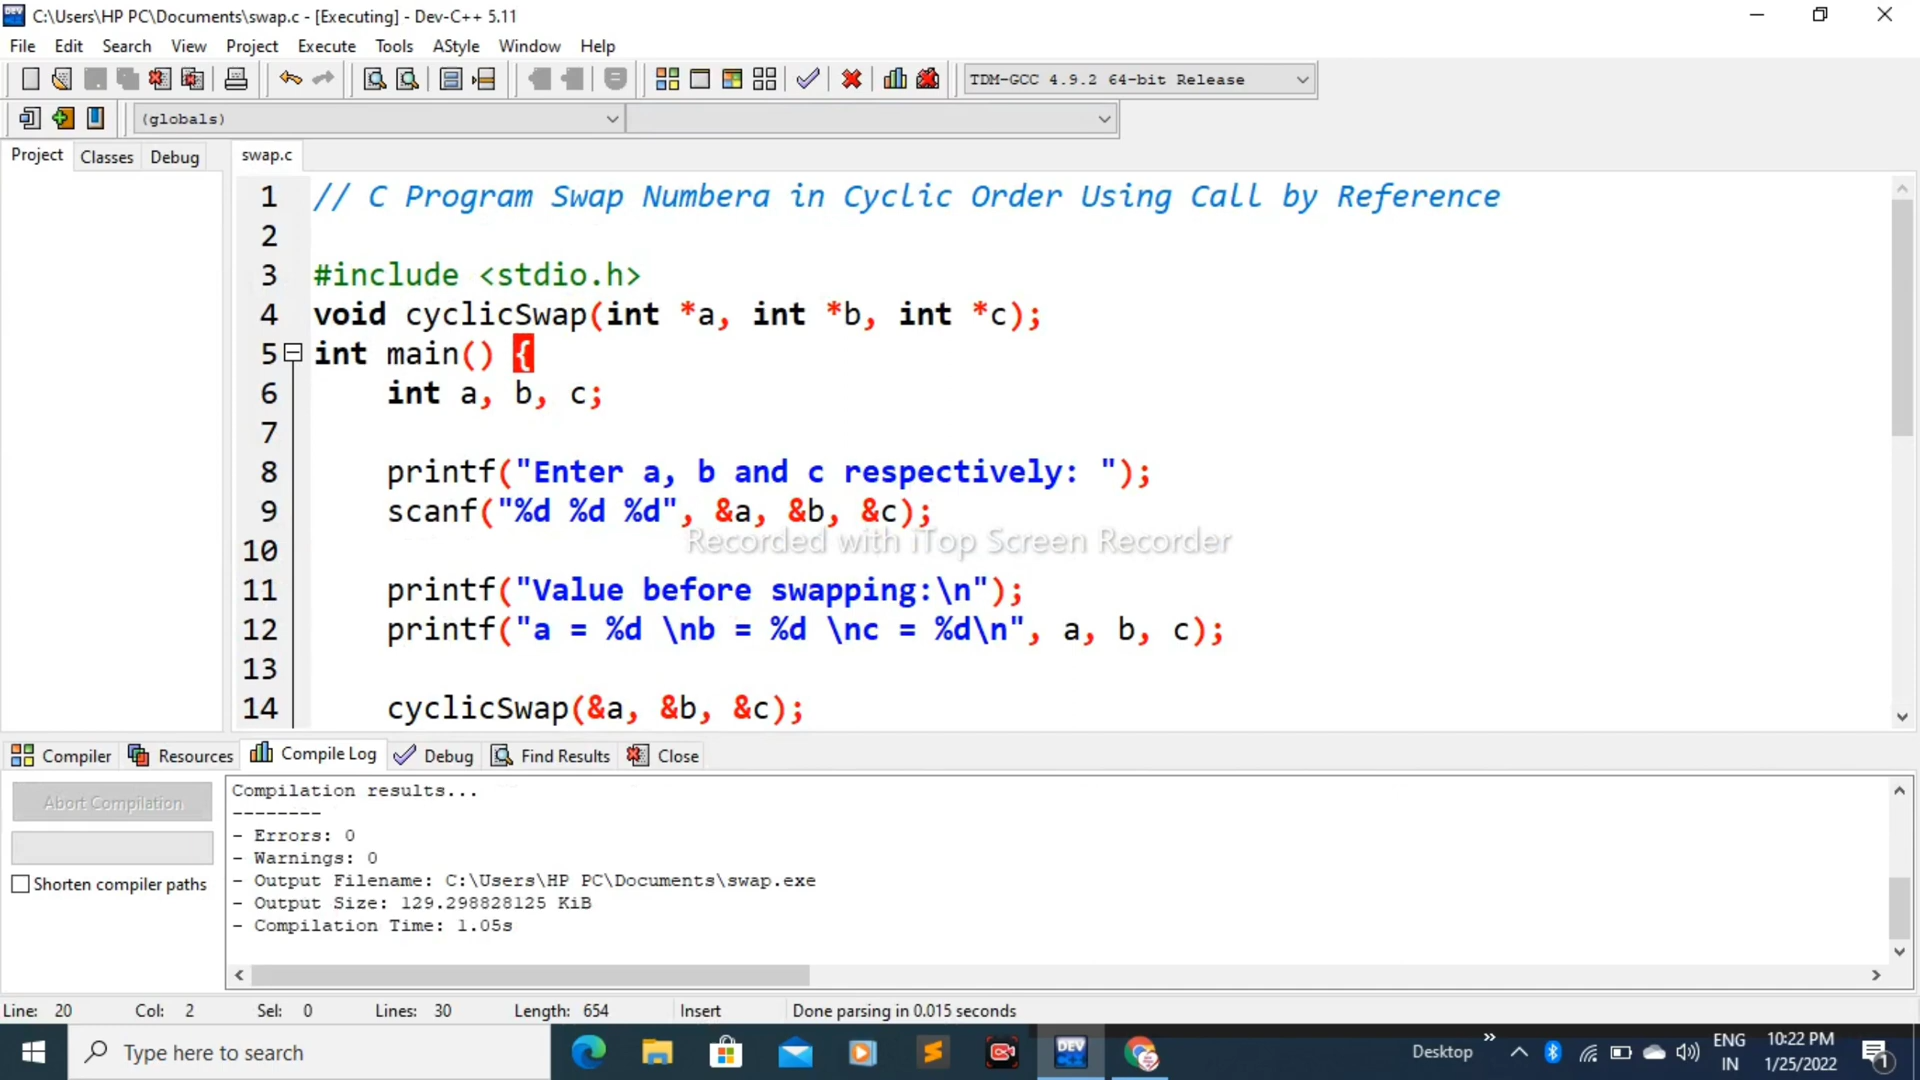 C:\Users\HP PC\Documents\swap.c - [Executing] - Dev-C++ 5.11
File Edit Search View Project Execute Tools AStyle Window Help
TDM-GCC 4.9.2 64-bit Release
(globals)
Project Classes Debug
swap.c
1 // C Program Swap Numbera in Cyclic Order Using Call by Reference
2
3 #include <stdio.h>
4 void cyclicSwap(int *a, int *b, int *c);
5 int main() {
6 int a, b, c;
7
8 printf("Enter a, b and c respectively: ");
9 scanf("%d %d %d", &a, &b, &c);
Recorded with iTop Screen Recorder
10
11 printf("Value before swapping:\n");
12 printf("a = %d \nb = %d \nc = %d\n", a, b, c);
13
14 cyclicSwap(&a, &b, &c);
Compiler Resources Compile Log Debug Find Results Close
Abort Compilation
Shorten compiler paths
Compilation results...
--------
- Errors: 0
- Warnings: 0
- Output Filename: C:\Users\HP PC\Documents\swap.exe
- Output Size: 129.298828125 KiB
- Compilation Time: 1.05s
Line: 20 Col: 2 Sel: 0 Lines: 30 Length: 654 Insert Done parsing in 0.015 seconds
Type here to search
DEV
Desktop
ENG
IN
10:22 PM
1/25/2022
1